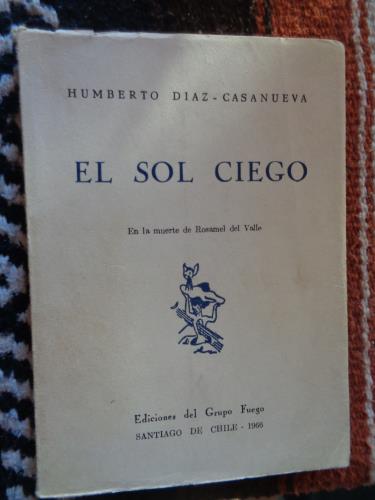 HUMBERTO DIAZ-CASANUEVA
EL SOL CIEGO
En la muerte de Rosamel del Valle
Ediciones del Grupo Fuego
SANTIAGO DE CHILE - 1966